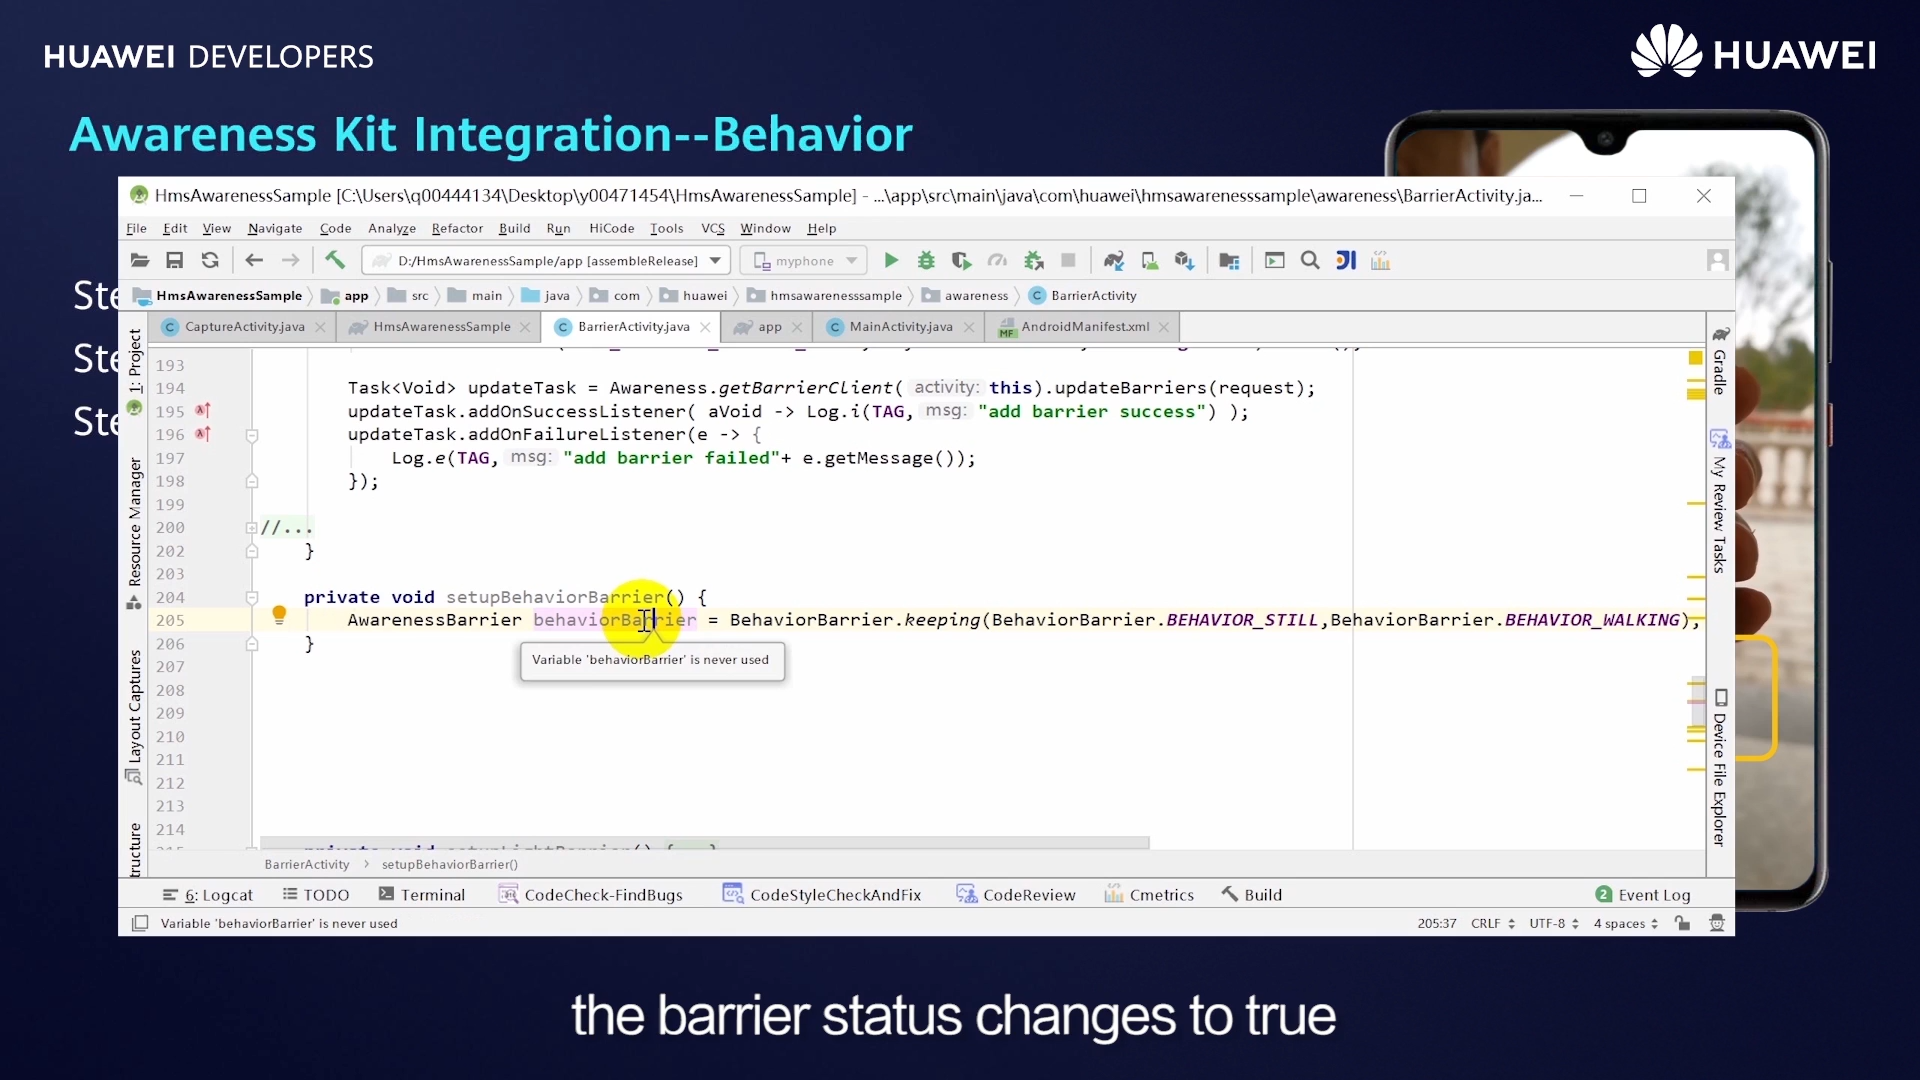 HUAWEI DEVELOPERS
HUAWEI
Awareness Kit Integration--Behavior
HmsAwarenessSample [C:\Users\q00444134\Desktop\y00471454\HmsAwarenessSample] - ...\app\src\main\java\com\huawei\hmsawarenesssample\awareness\BarrierActivity.ja...
File Edit View Navigate Code Analyze Refactor Build Run HiCode Tools VCS Window Help
D:/HmsAwarenessSample/app [assembleRelease] myphone
HmsAwarenessSample app src main java com huawei hmsawarenesssample awareness BarrierActivity
CaptureActivity.java HmsAwarenessSample BarrierActivity.java app MainActivity.java AndroidManifest.xml
Ste
Ste
Ste
1: Project
Resource Manager
Layout Captures
tructure
193
194 Task<Void> updateTask = Awareness.getBarrierClient( activity: this).updateBarriers(request);
195 updateTask.addOnSuccessListener( aVoid -> Log.i(TAG, msg: "add barrier success") );
196 updateTask.addOnFailureListener(e -> {
197 Log.e(TAG, msg: "add barrier failed"+ e.getMessage());
198 });
199
200 //...
202 }
203
204 private void setupBehaviorBarrier() {
205 AwarenessBarrier behaviorBarrier = BehaviorBarrier.keeping(BehaviorBarrier.BEHAVIOR_STILL,BehaviorBarrier.BEHAVIOR_WALKING);
206 }
Variable 'behaviorBarrier' is never used
207
208
209
210
211
212
213
214
private void setupLightBarrier() {...}
Gradle
My Review Tasks
Device File Explorer
BarrierActivity setupBehaviorBarrier()
6: Logcat TODO Terminal CodeCheck-FindBugs CodeStyleCheckAndFix CodeReview Cmetrics Build 2 Event Log
Variable 'behaviorBarrier' is never used 205:37 CRLF UTF-8 4 spaces
the barrier status changes to true